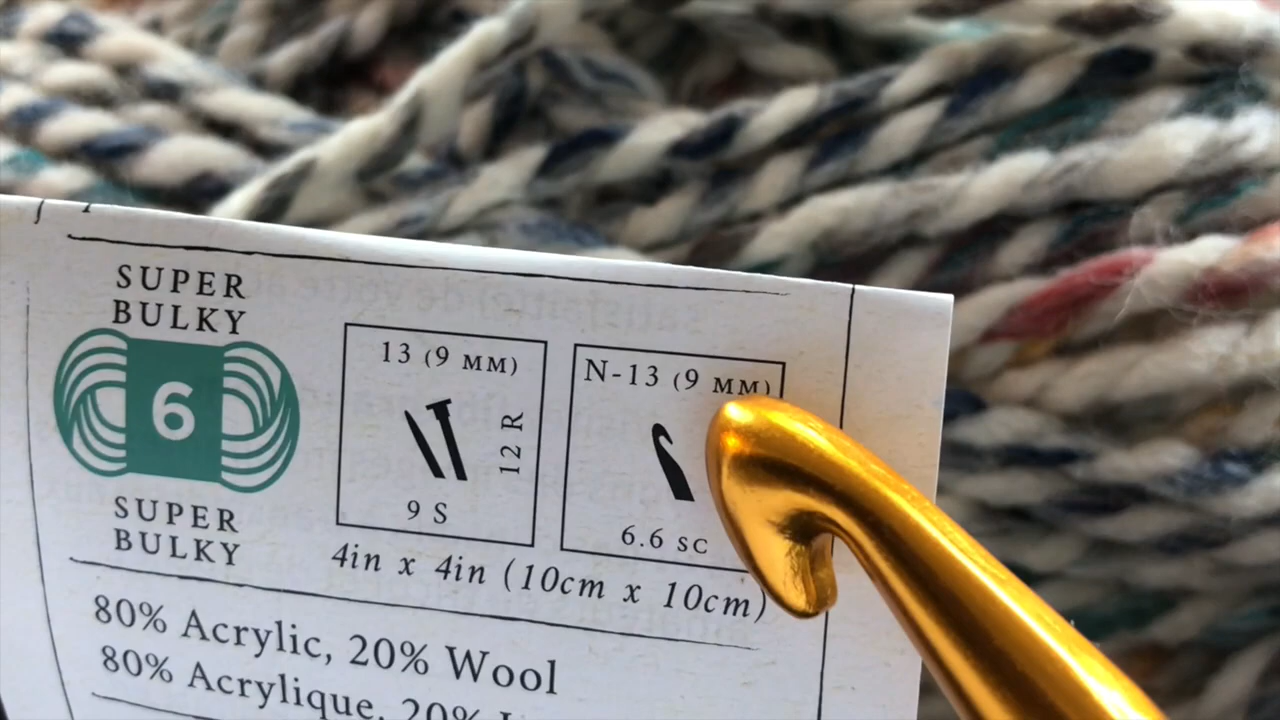 SUPER
BULKY
6
SUPER
BULKY
13 (9 MM)
12 R
9 S
N-13 (9 MM)
6.6 SC
4in x 4in (10cm x 10cm)
80% Acrylic, 20% Wool
80% Acrylique, 20%